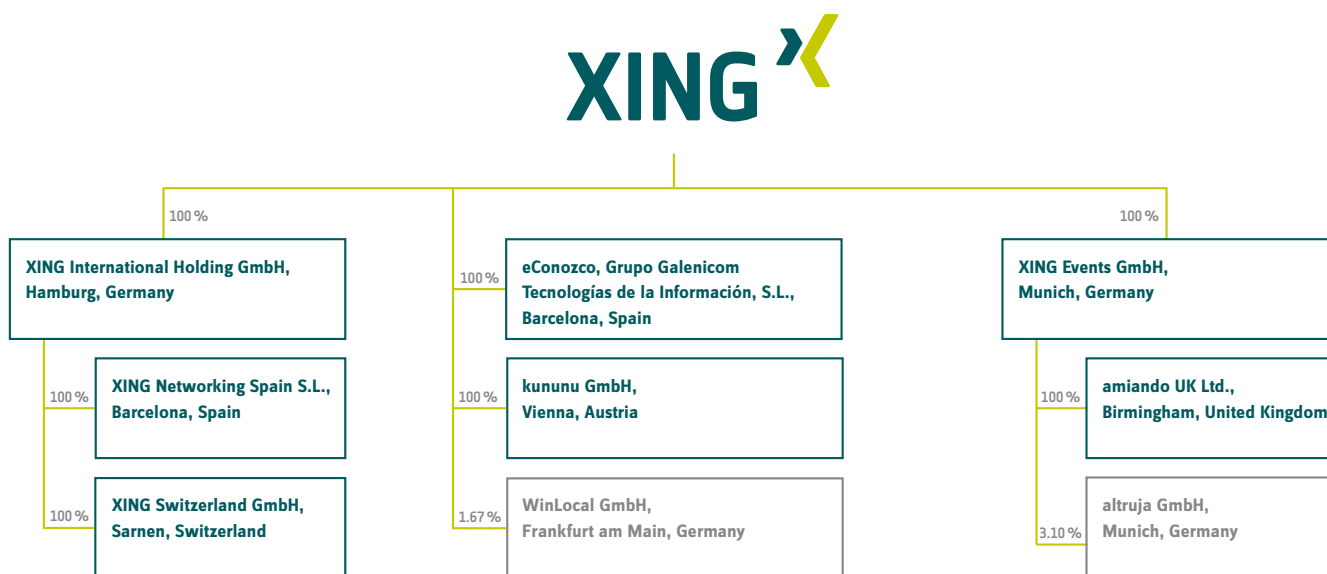 XING
100 %
XING International Holding GmbH,
Hamburg, Germany
100 %
XING Networking Spain S.L.,
Barcelona, Spain
100 %
XING Switzerland GmbH,
Sarnen, Switzerland
100 %
eConozco, Grupo Galenicom
Tecnologías de la Información, S.L.,
Barcelona, Spain
100 %
kununu GmbH,
Vienna, Austria
1.67 %
WinLocal GmbH,
Frankfurt am Main, Germany
100 %
XING Events GmbH,
Munich, Germany
100 %
amiando UK Ltd.,
Birmingham, United Kingdom
3.10 %
altruja GmbH,
Munich, Germany